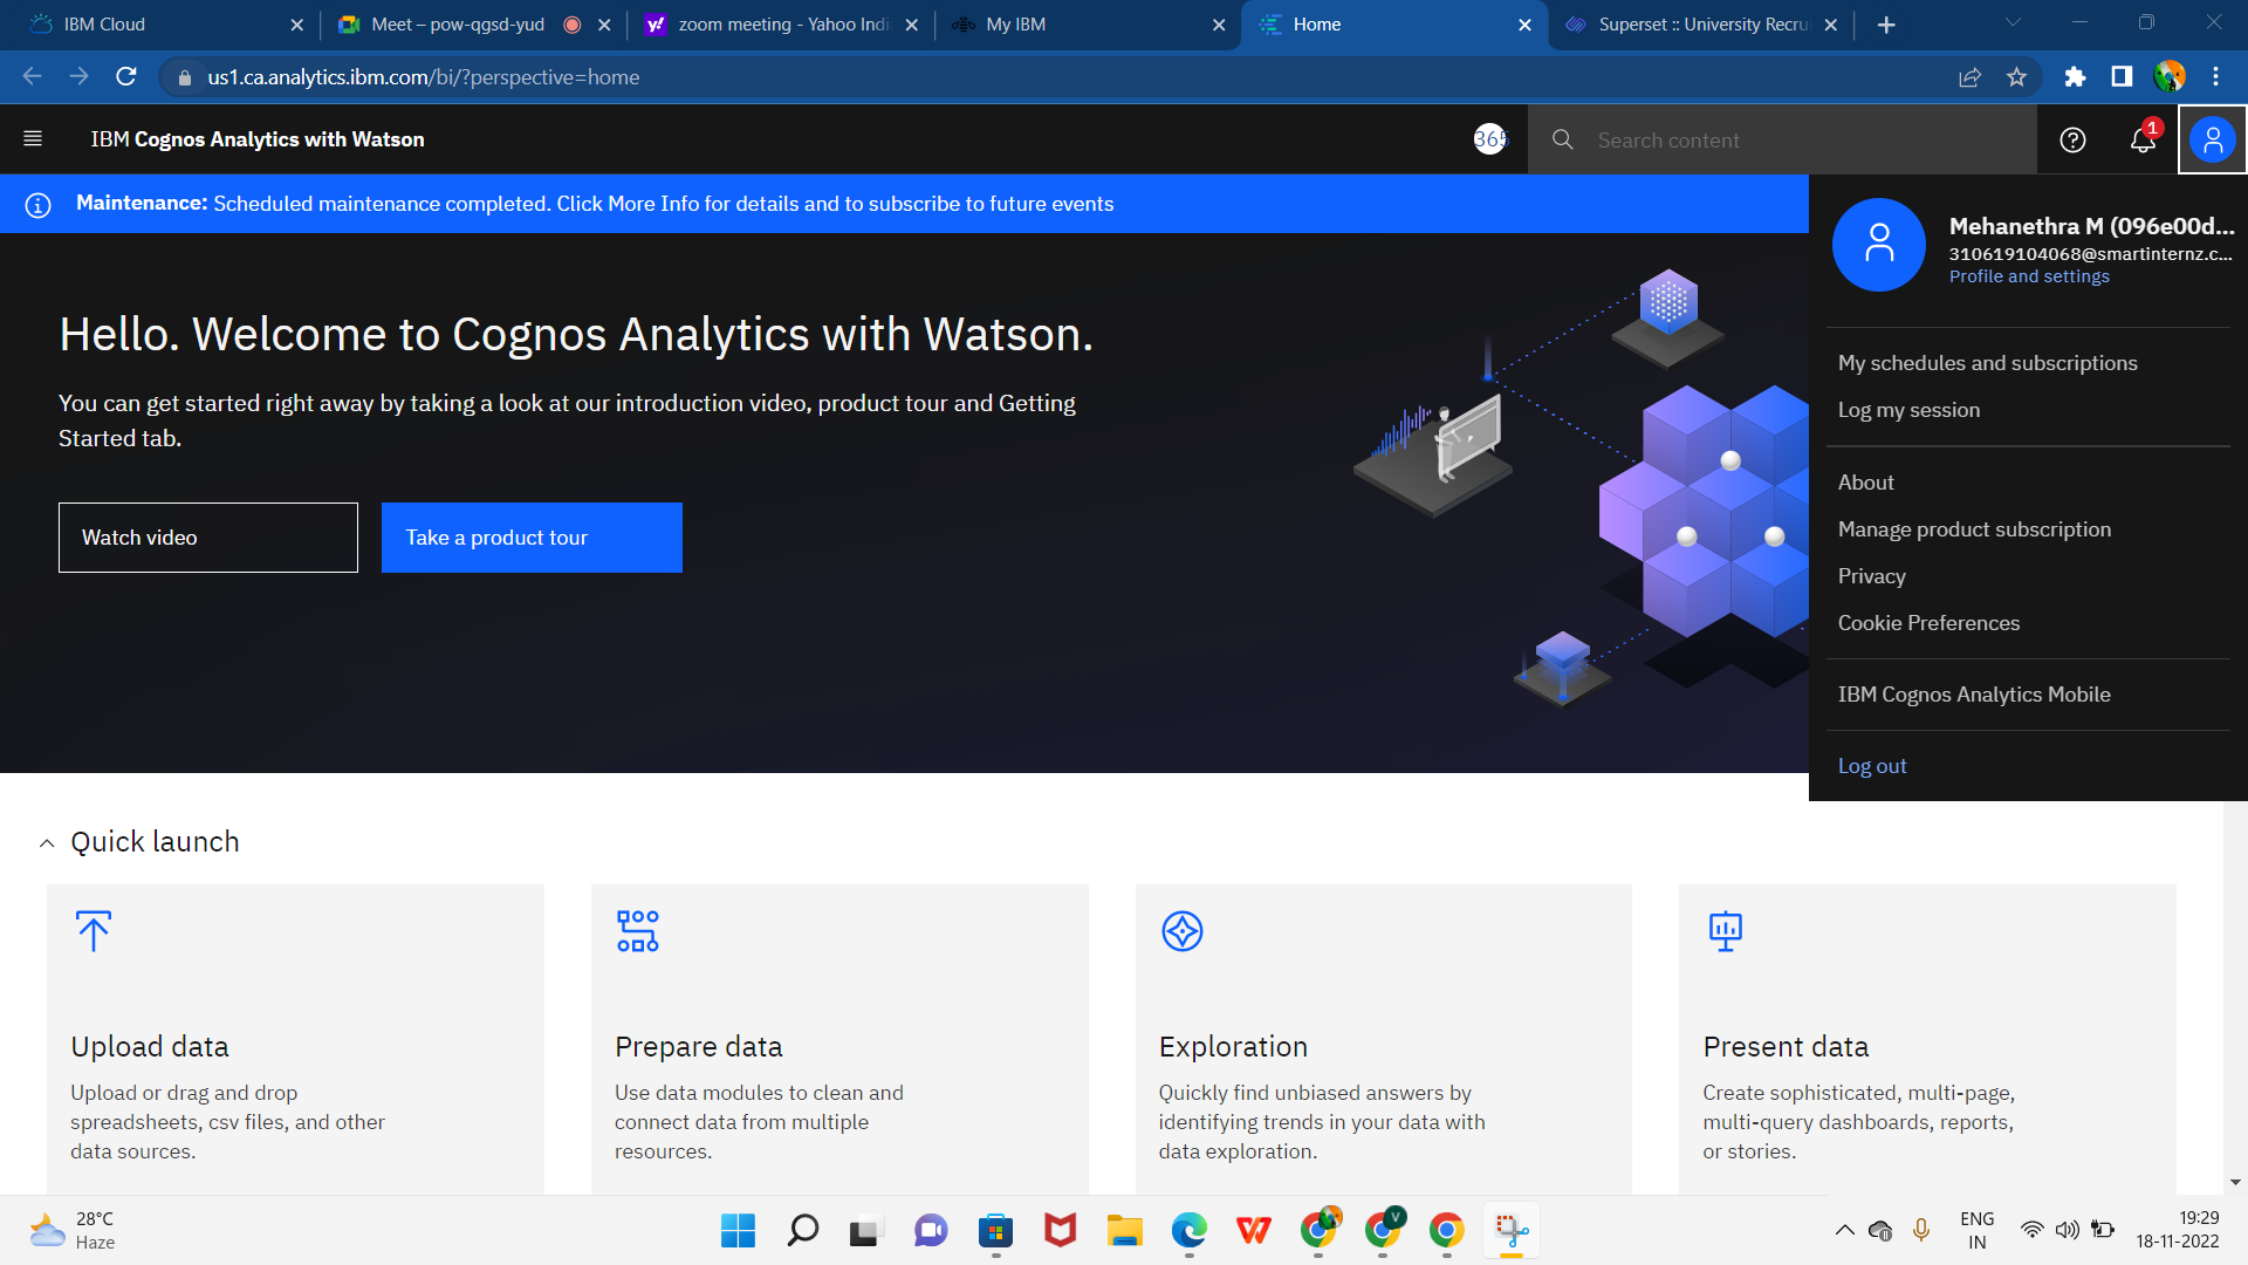 IBM Cloud
Meet – pow-qgsd-yud
zoom meeting - Yahoo Indi
My IBM
Home
Superset :: University Recru
us1.ca.analytics.ibm.com/bi/?perspective=home
IBM Cognos Analytics with Watson
365
Search content
1
Maintenance: Scheduled maintenance completed. Click More Info for details and to subscribe to future events
Mehanethra M (096e00d...
310619104068@smartinternz.c...
Profile and settings
My schedules and subscriptions
Log my session
About
Manage product subscription
Privacy
Cookie Preferences
IBM Cognos Analytics Mobile
Log out
Hello. Welcome to Cognos Analytics with Watson.
You can get started right away by taking a look at our introduction video, product tour and Getting
Started tab.
Watch video
Take a product tour
Quick launch
Upload data
Upload or drag and drop
spreadsheets, csv files, and other
data sources.
Prepare data
Use data modules to clean and
connect data from multiple
resources.
Exploration
Quickly find unbiased answers by
identifying trends in your data with
data exploration.
Present data
Create sophisticated, multi-page,
multi-query dashboards, reports,
or stories.
28°C
Haze
V
ENG
IN
19:29
18-11-2022